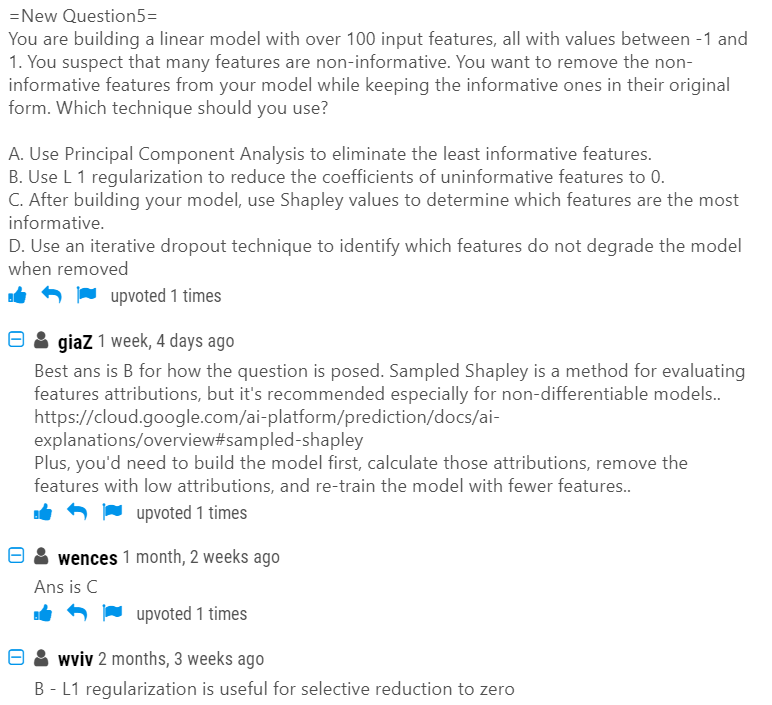 =New Question5=
You are building a linear model with over 100 input features, all with values between -1 and
1. You suspect that many features are non-informative. You want to remove the non-
informative features from your model while keeping the informative ones in their original
form. Which technique should you use?
A. Use Principal Component Analysis to eliminate the least informative features.
B. Use L 1 regularization to reduce the coefficients of uninformative features to 0.
C. After building your model, use Shapley values to determine which features are the most
informative.
D. Use an iterative dropout technique to identify which features do not degrade the model
when removed
upvoted 1 times
giaZ 1 week, 4 days ago
Best ans is B for how the question is posed. Sampled Shapley is a method for evaluating
features attributions, but it's recommended especially for non-differentiable models..
https://cloud.google.com/ai-platform/prediction/docs/ai-
explanations/overview#sampled-shapley
Plus, you'd need to build the model first, calculate those attributions, remove the
features with low attributions, and re-train the model with fewer features..
upvoted 1 times
wences 1 month, 2 weeks ago
Ans is C
upvoted 1 times
wviv 2 months, 3 weeks ago
B - L1 regularization is useful for selective reduction to zero